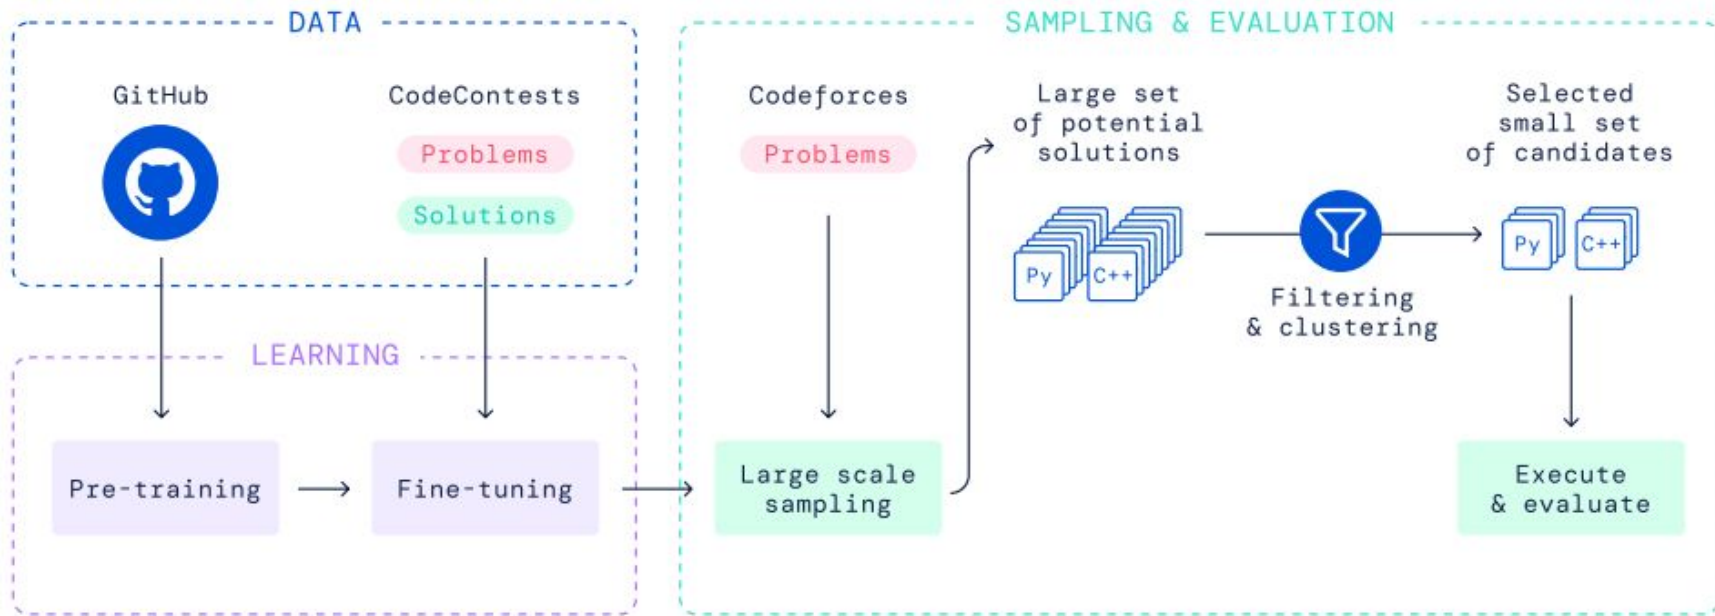 DATA
GitHub
CodeContests
Problems
Solutions
LEARNING
Pre-training
Fine-tuning
SAMPLING & EVALUATION
Codeforces
Problems
Large scale
sampling
Large set
of potential
solutions
Py
C++
Filtering
& clustering
Selected
small set
of candidates
Py
C++
Execute
& evaluate